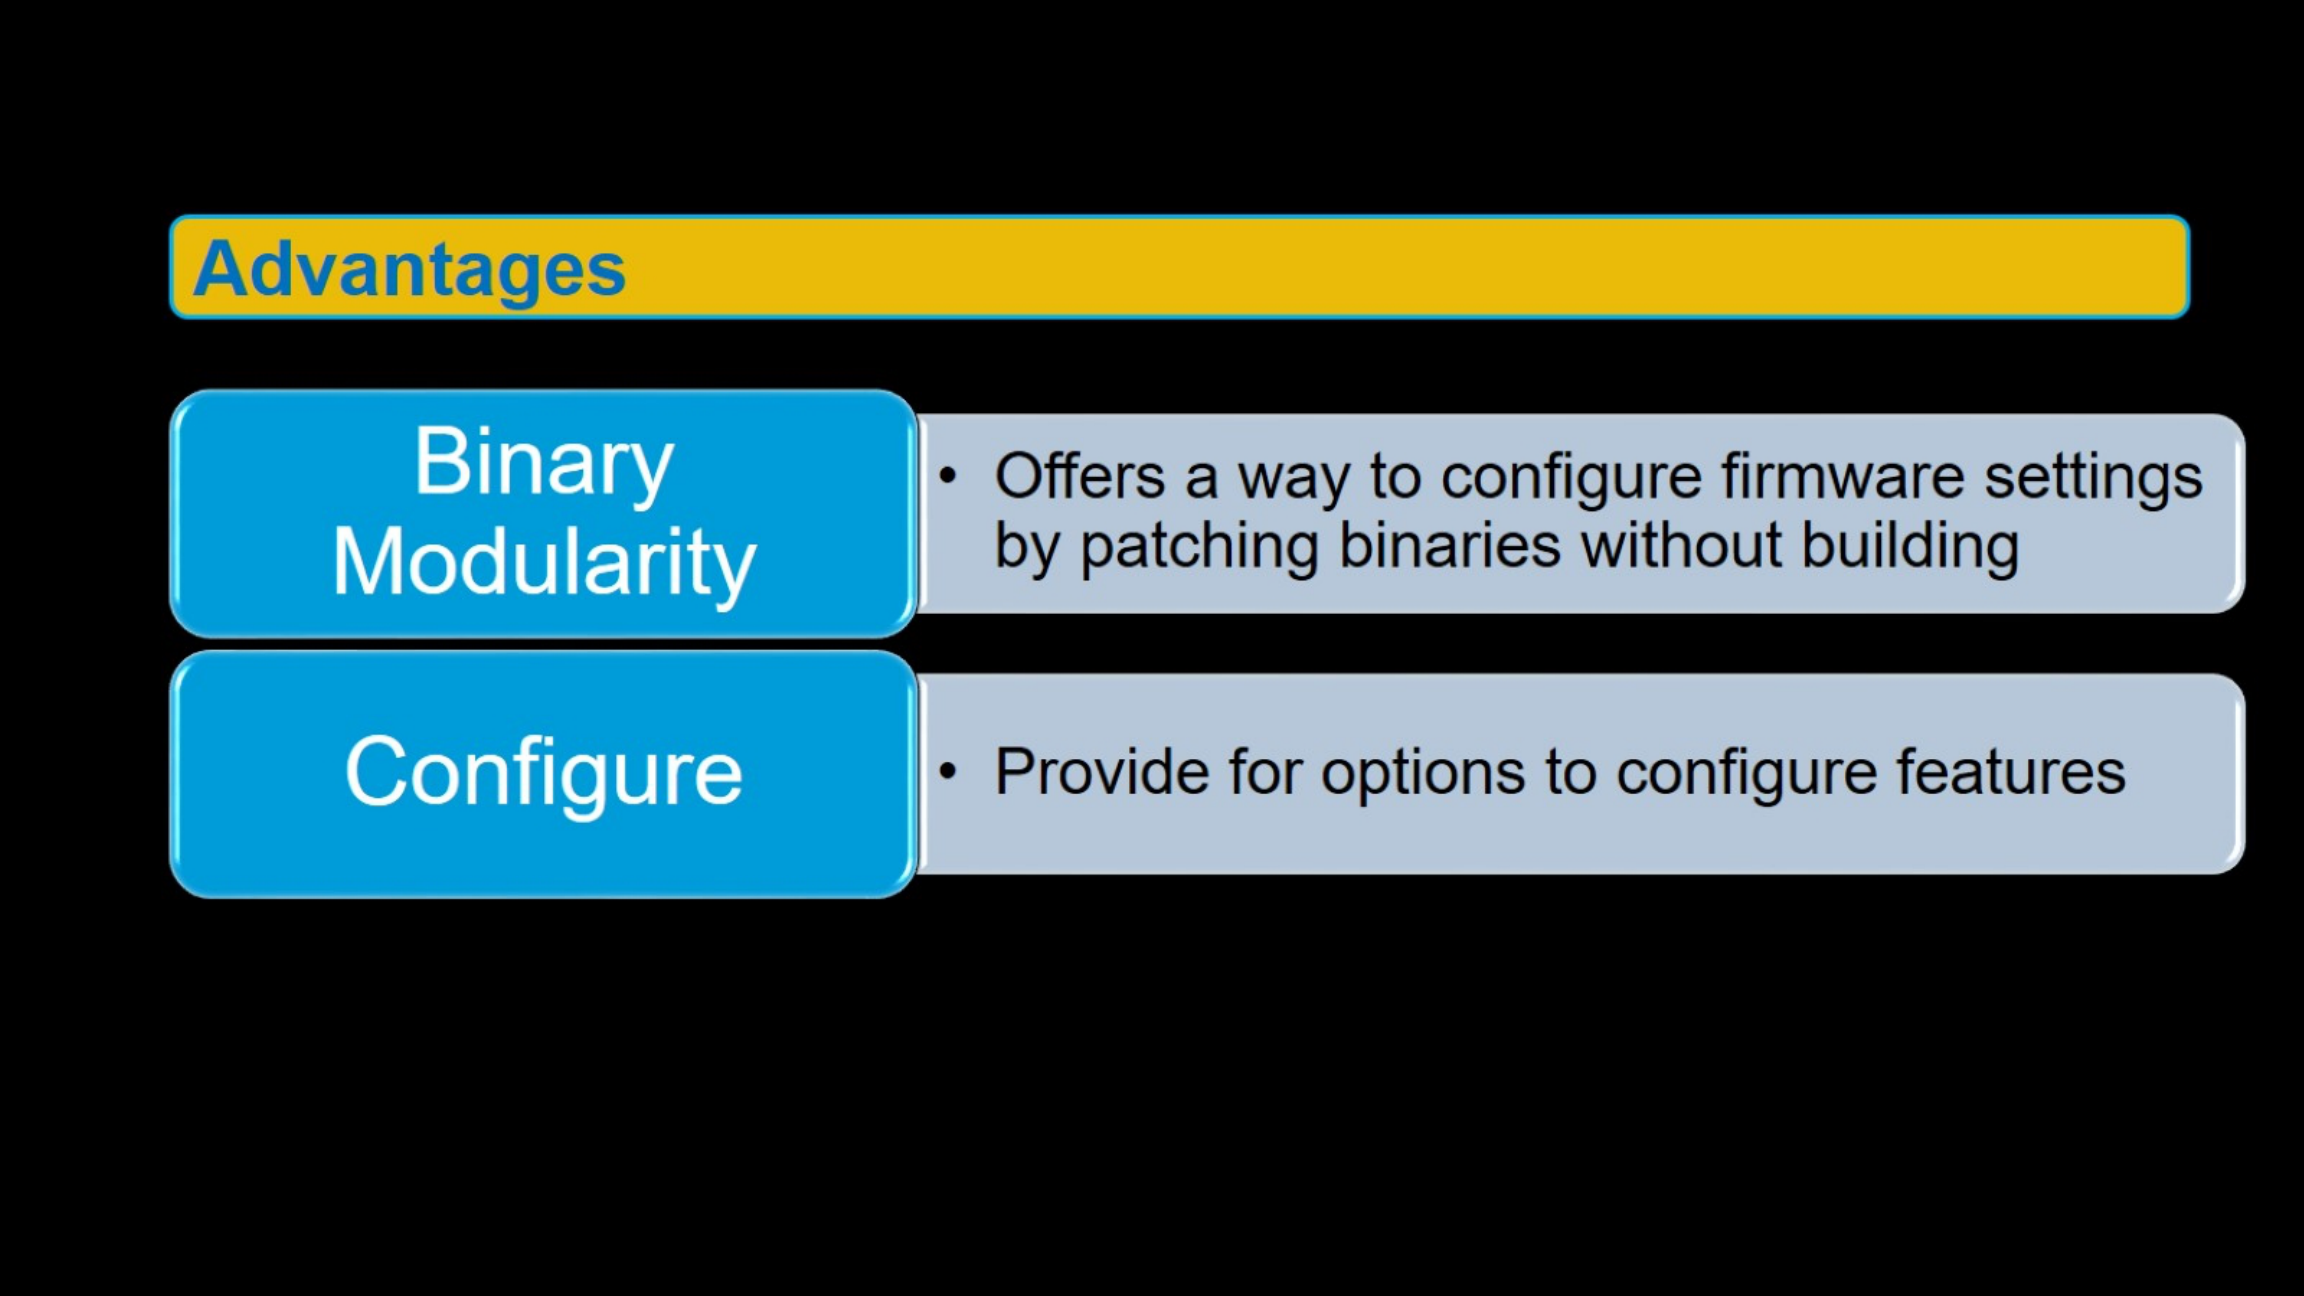 Advantages
Binary
Modularity
• Offers a way to configure firmware settings
by patching binaries without building
Configure
• Provide for options to configure features